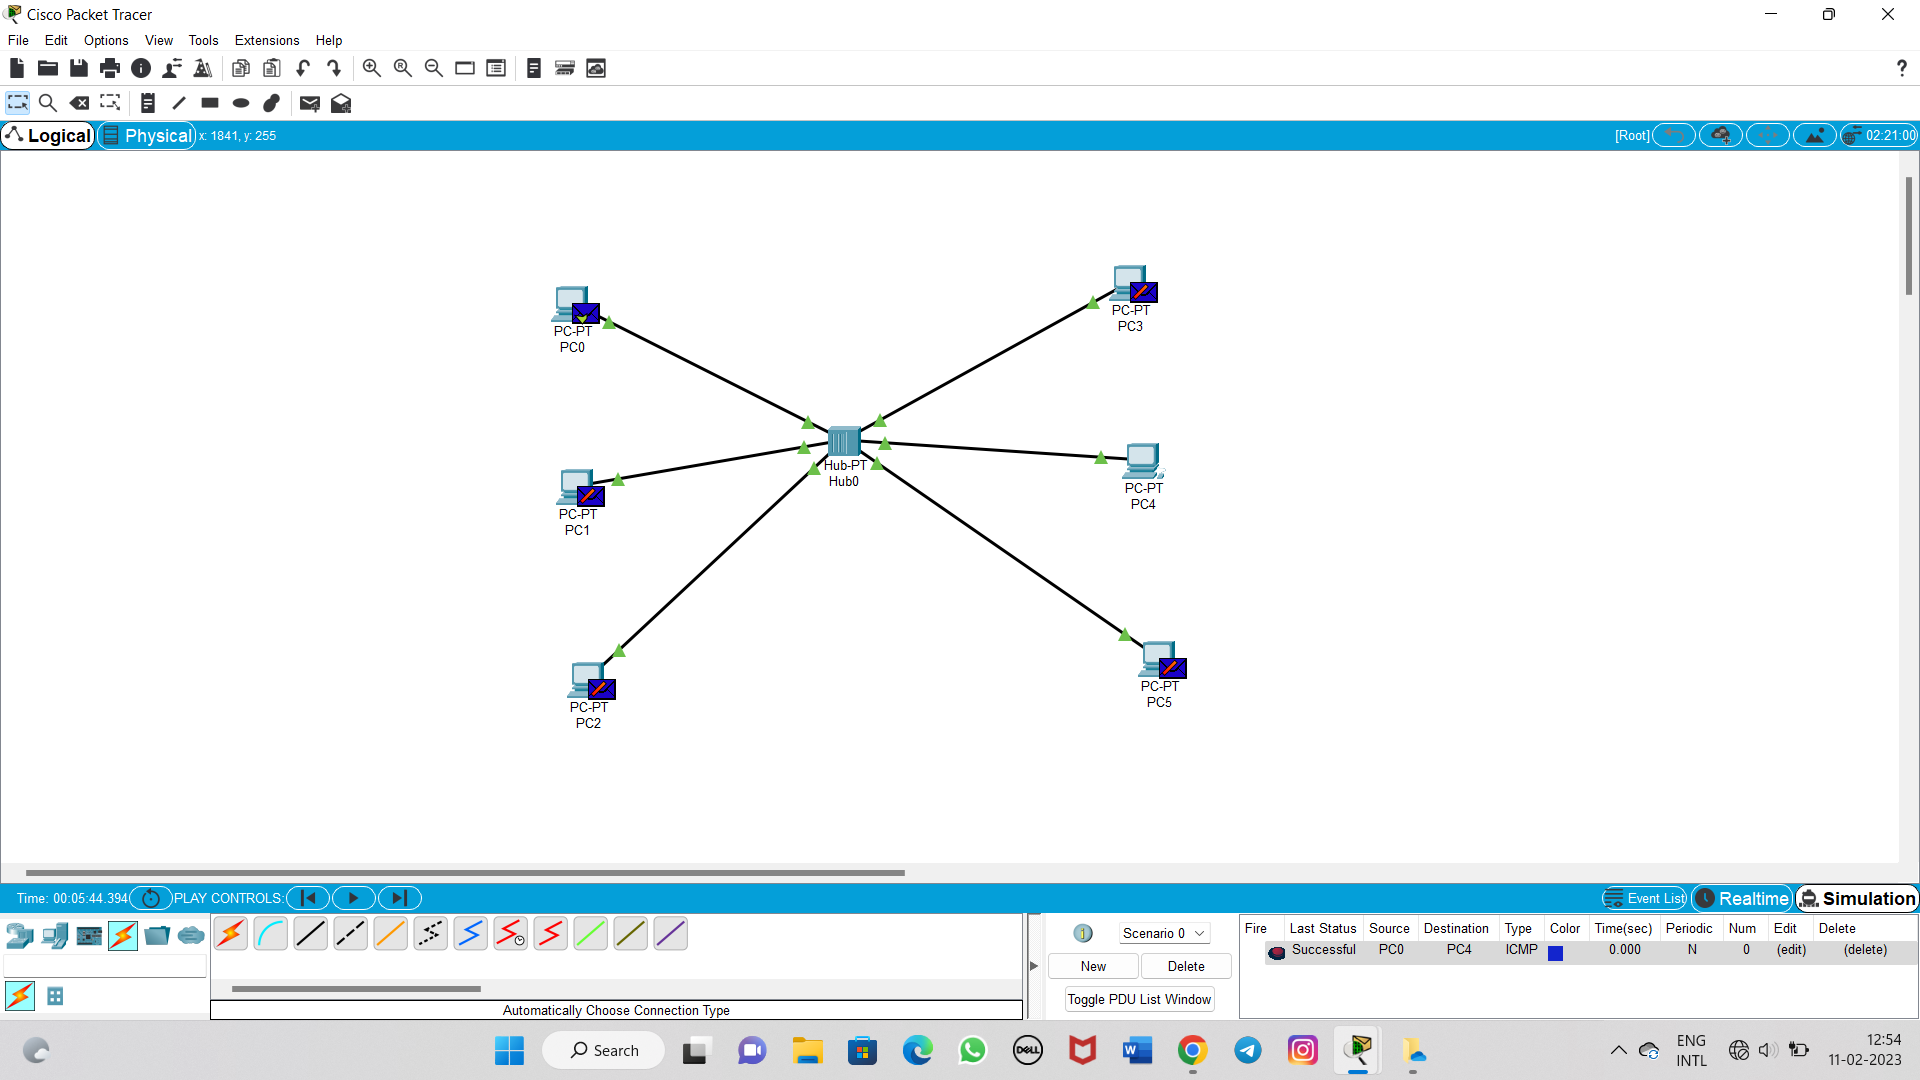 Cisco Packet Tracer
File Edit Options View Tools Extensions Help
?
Logical Physical x: 1841, y: 255 [Root] 02:21:00
PC-PT
PC0
PC-PT
PC3
PC-PT
PC1
Hub-PT
Hub0
PC-PT
PC4
PC-PT
PC2
PC-PT
PC5
Time: 00:05:44.394 PLAY CONTROLS: Event List Realtime Simulation
Scenario 0
New Delete
Toggle PDU List Window
Fire Last Status Source Destination Type Color Time(sec) Periodic Num Edit Delete
Successful PC0 PC4 ICMP 0.000 N 0 (edit) (delete)
Automatically Choose Connection Type
Search
DELL
ENG
INTL
12:54
11-02-2023